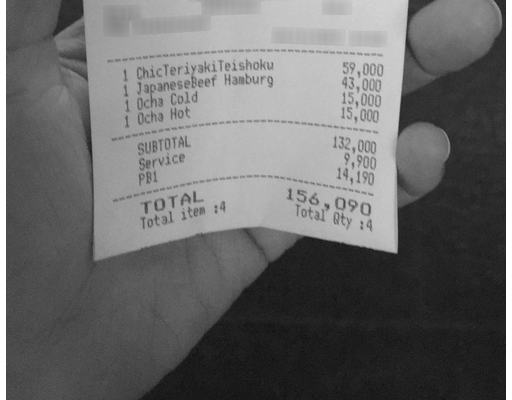 1 ChicTeriyakiTeishoku 59,000
1 JapaneseBeef Hamburg 43,000
1 Ocha Cold 15,000
1 Ocha Hot 15,000
SUBTOTAL 132,000
Service 9,900
PB1 14,190
TOTAL 156,090
Total item :4 Total Qty :4